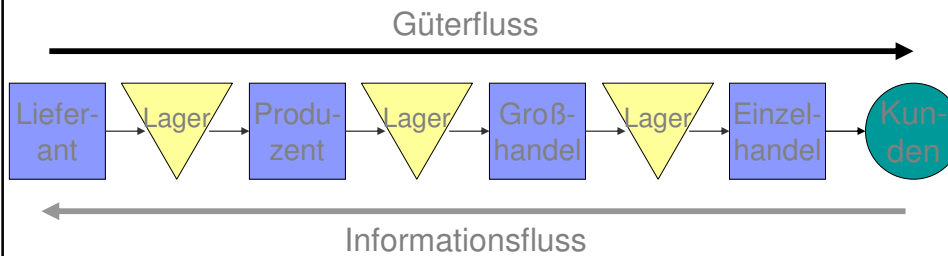 Güterfluss
Liefer-
ant
Lager
Produ-
zent
Lager
Groß-
handel
Lager
Einzel-
handel
Kun-
den
Informationsfluss